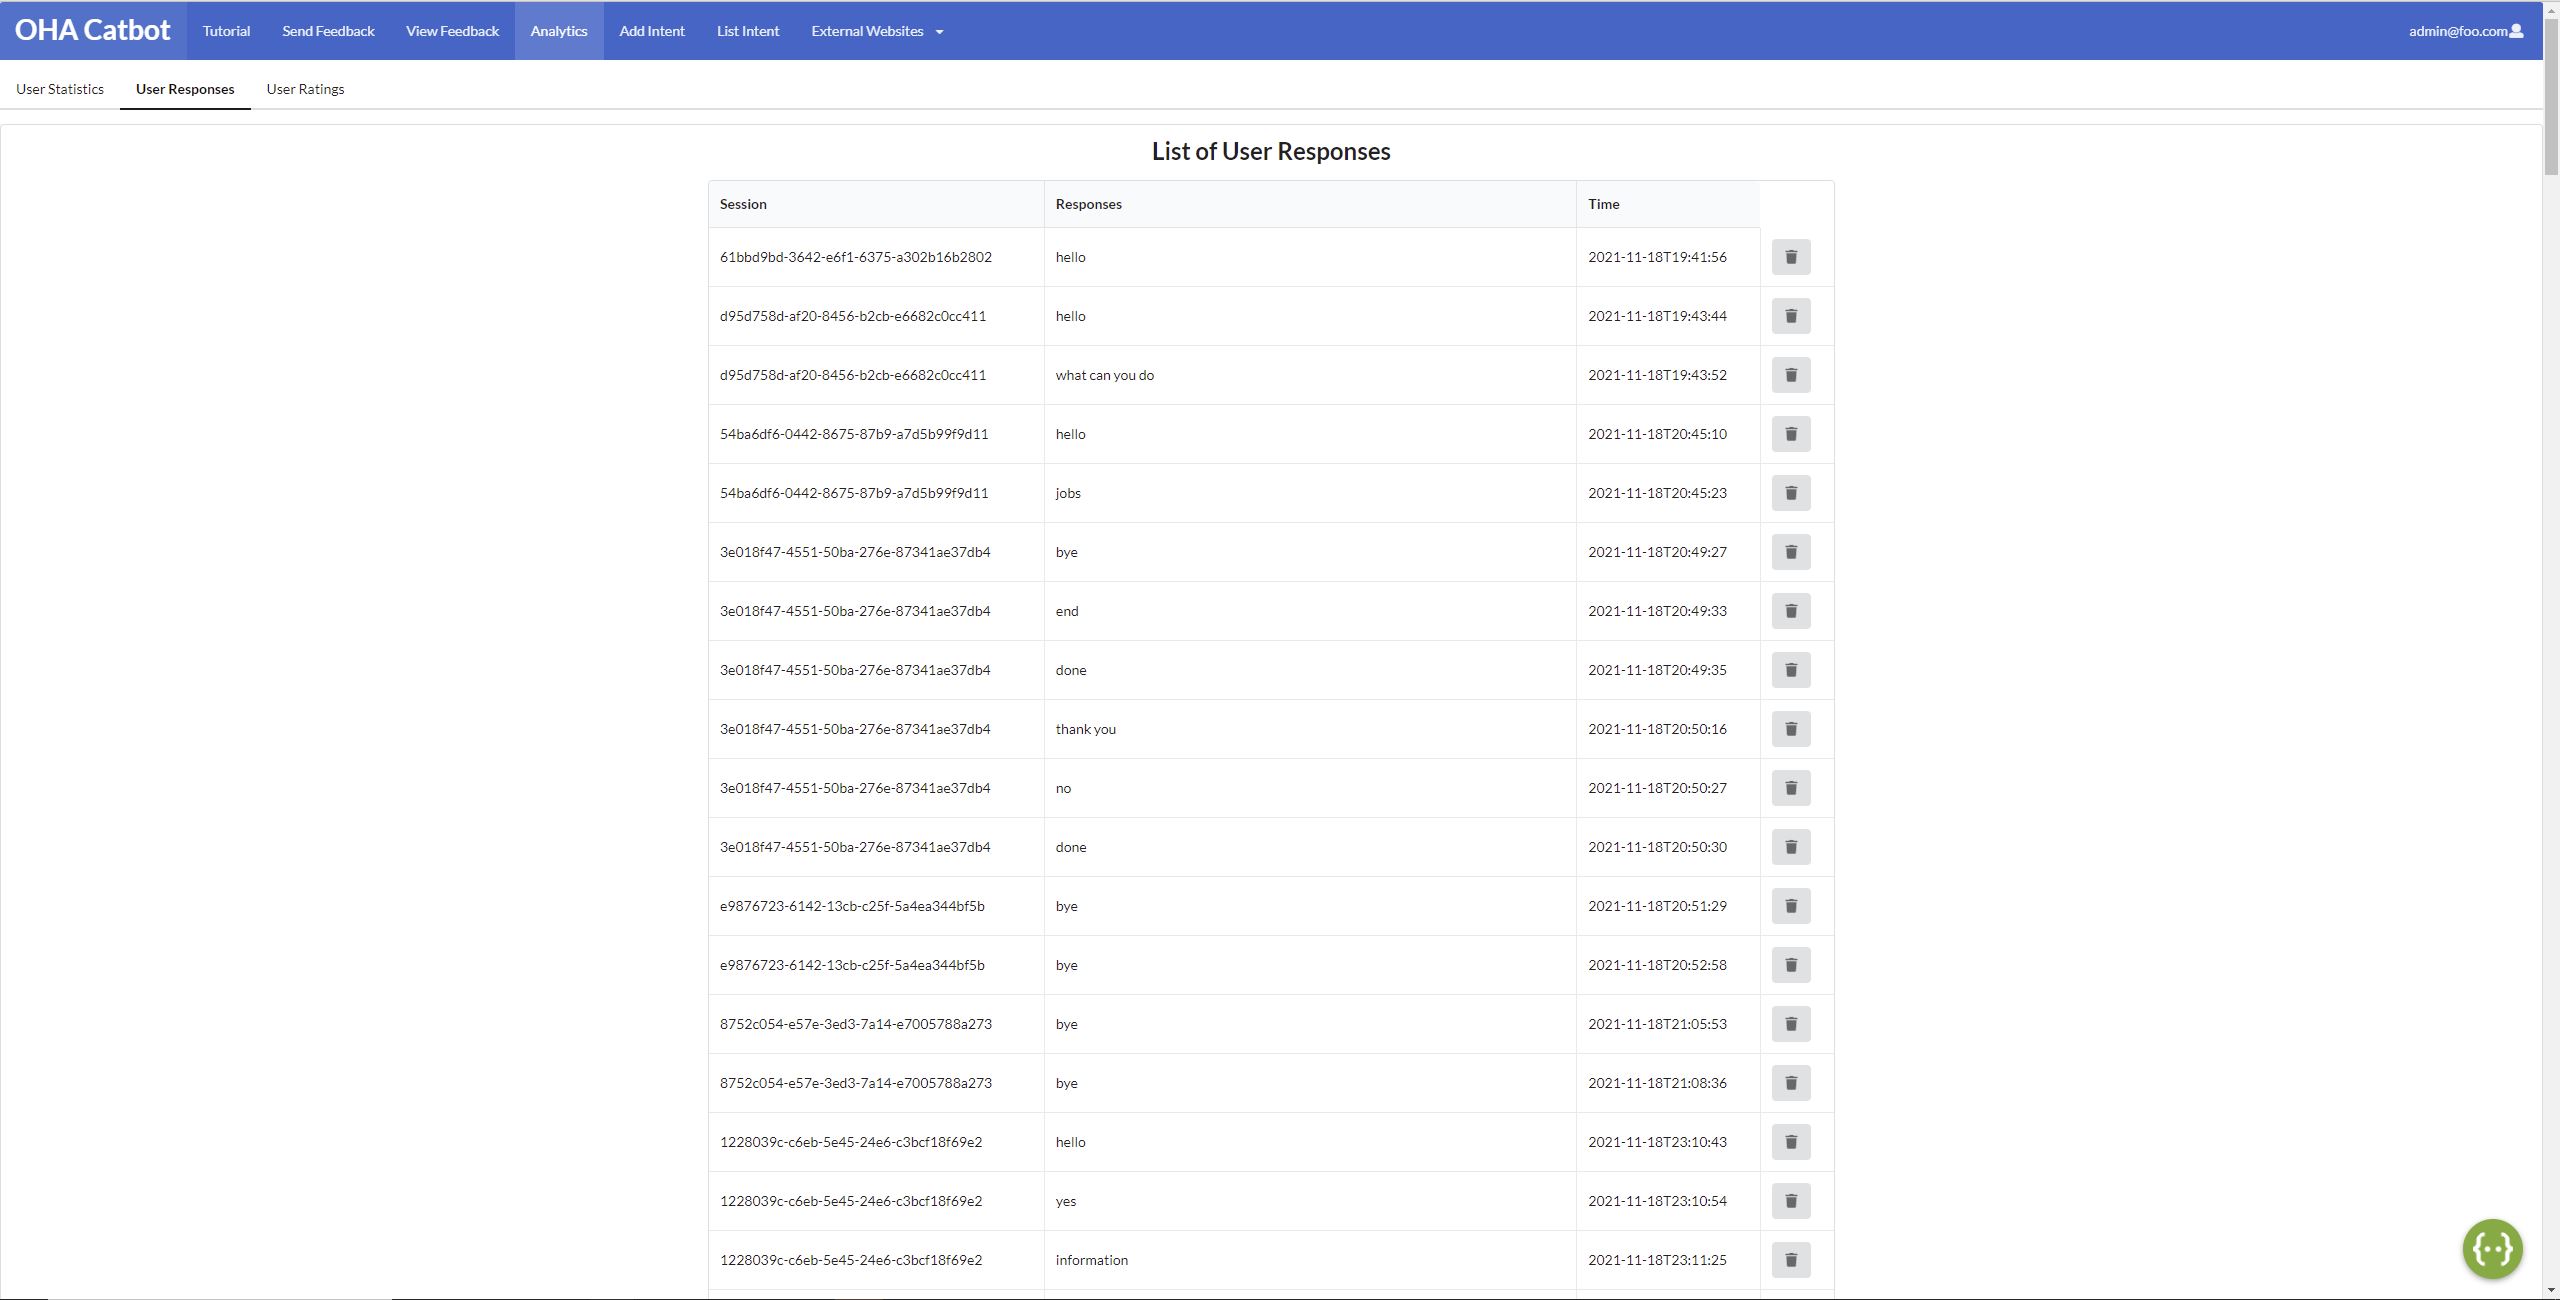 OHA Catbot Tutorial Send Feedback View Feedback Analytics Add Intent List Intent External Websites admin@foo.com
User Statistics User Responses User Ratings
List of User Responses
Session Responses Time
61bbd9bd-3642-e6f1-6375-a302b16b2802 hello 2021-11-18T19:41:56
d95d758d-af20-8456-b2cb-e6682c0cc411 hello 2021-11-18T19:43:44
d95d758d-af20-8456-b2cb-e6682c0cc411 what can you do 2021-11-18T19:43:52
54ba6df6-0442-8675-87b9-a7d5b99f9d11 hello 2021-11-18T20:45:10
54ba6df6-0442-8675-87b9-a7d5b99f9d11 jobs 2021-11-18T20:45:23
3e018f47-4551-50ba-276e-87341ae37db4 bye 2021-11-18T20:49:27
3e018f47-4551-50ba-276e-87341ae37db4 end 2021-11-18T20:49:33
3e018f47-4551-50ba-276e-87341ae37db4 done 2021-11-18T20:49:35
3e018f47-4551-50ba-276e-87341ae37db4 thank you 2021-11-18T20:50:16
3e018f47-4551-50ba-276e-87341ae37db4 no 2021-11-18T20:50:27
3e018f47-4551-50ba-276e-87341ae37db4 done 2021-11-18T20:50:30
e9876723-6142-13cb-c25f-5a4ea344bf5b bye 2021-11-18T20:51:29
e9876723-6142-13cb-c25f-5a4ea344bf5b bye 2021-11-18T20:52:58
8752c054-e57e-3ed3-7a14-e7005788a273 bye 2021-11-18T21:05:53
8752c054-e57e-3ed3-7a14-e7005788a273 bye 2021-11-18T21:08:36
1228039c-c6eb-5e45-24e6-c3bcf18f69e2 hello 2021-11-18T23:10:43
1228039c-c6eb-5e45-24e6-c3bcf18f69e2 yes 2021-11-18T23:10:54
1228039c-c6eb-5e45-24e6-c3bcf18f69e2 information 2021-11-18T23:11:25